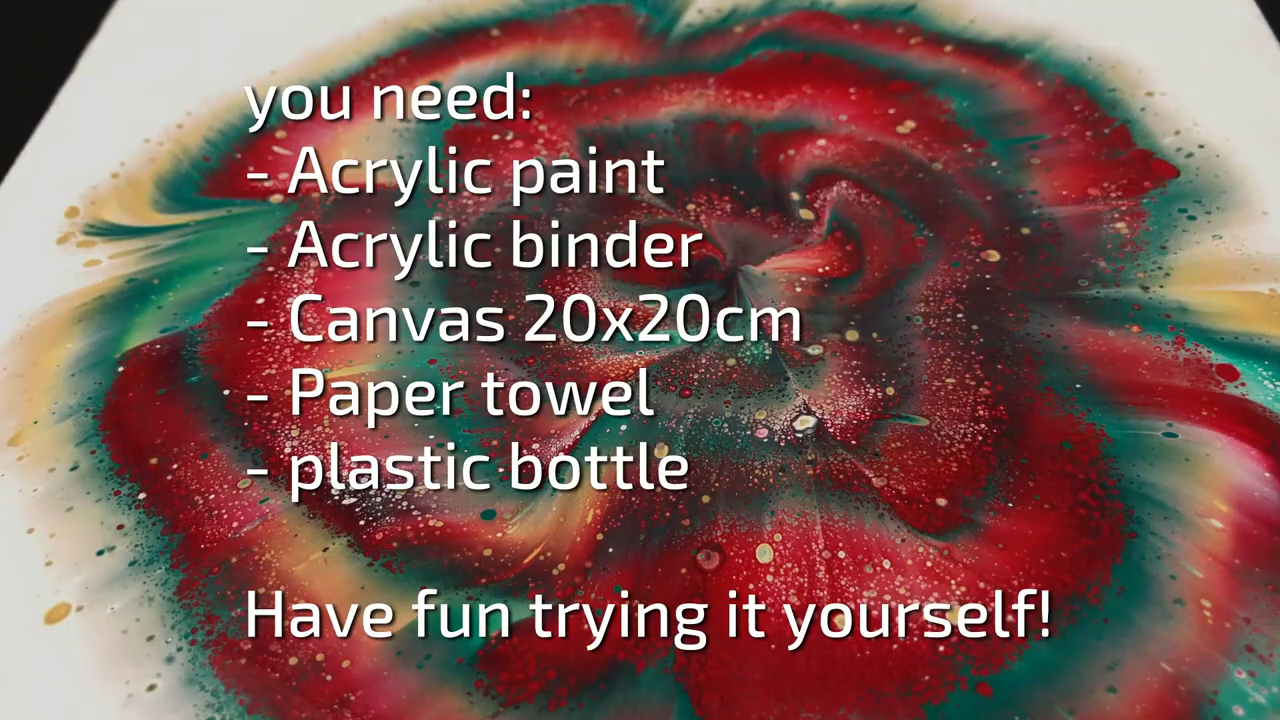 you need:
- Acrylic paint
- Acrylic binder
- Canvas 20x20cm
- Paper towel
- plastic bottle
Have fun trying it yourself!